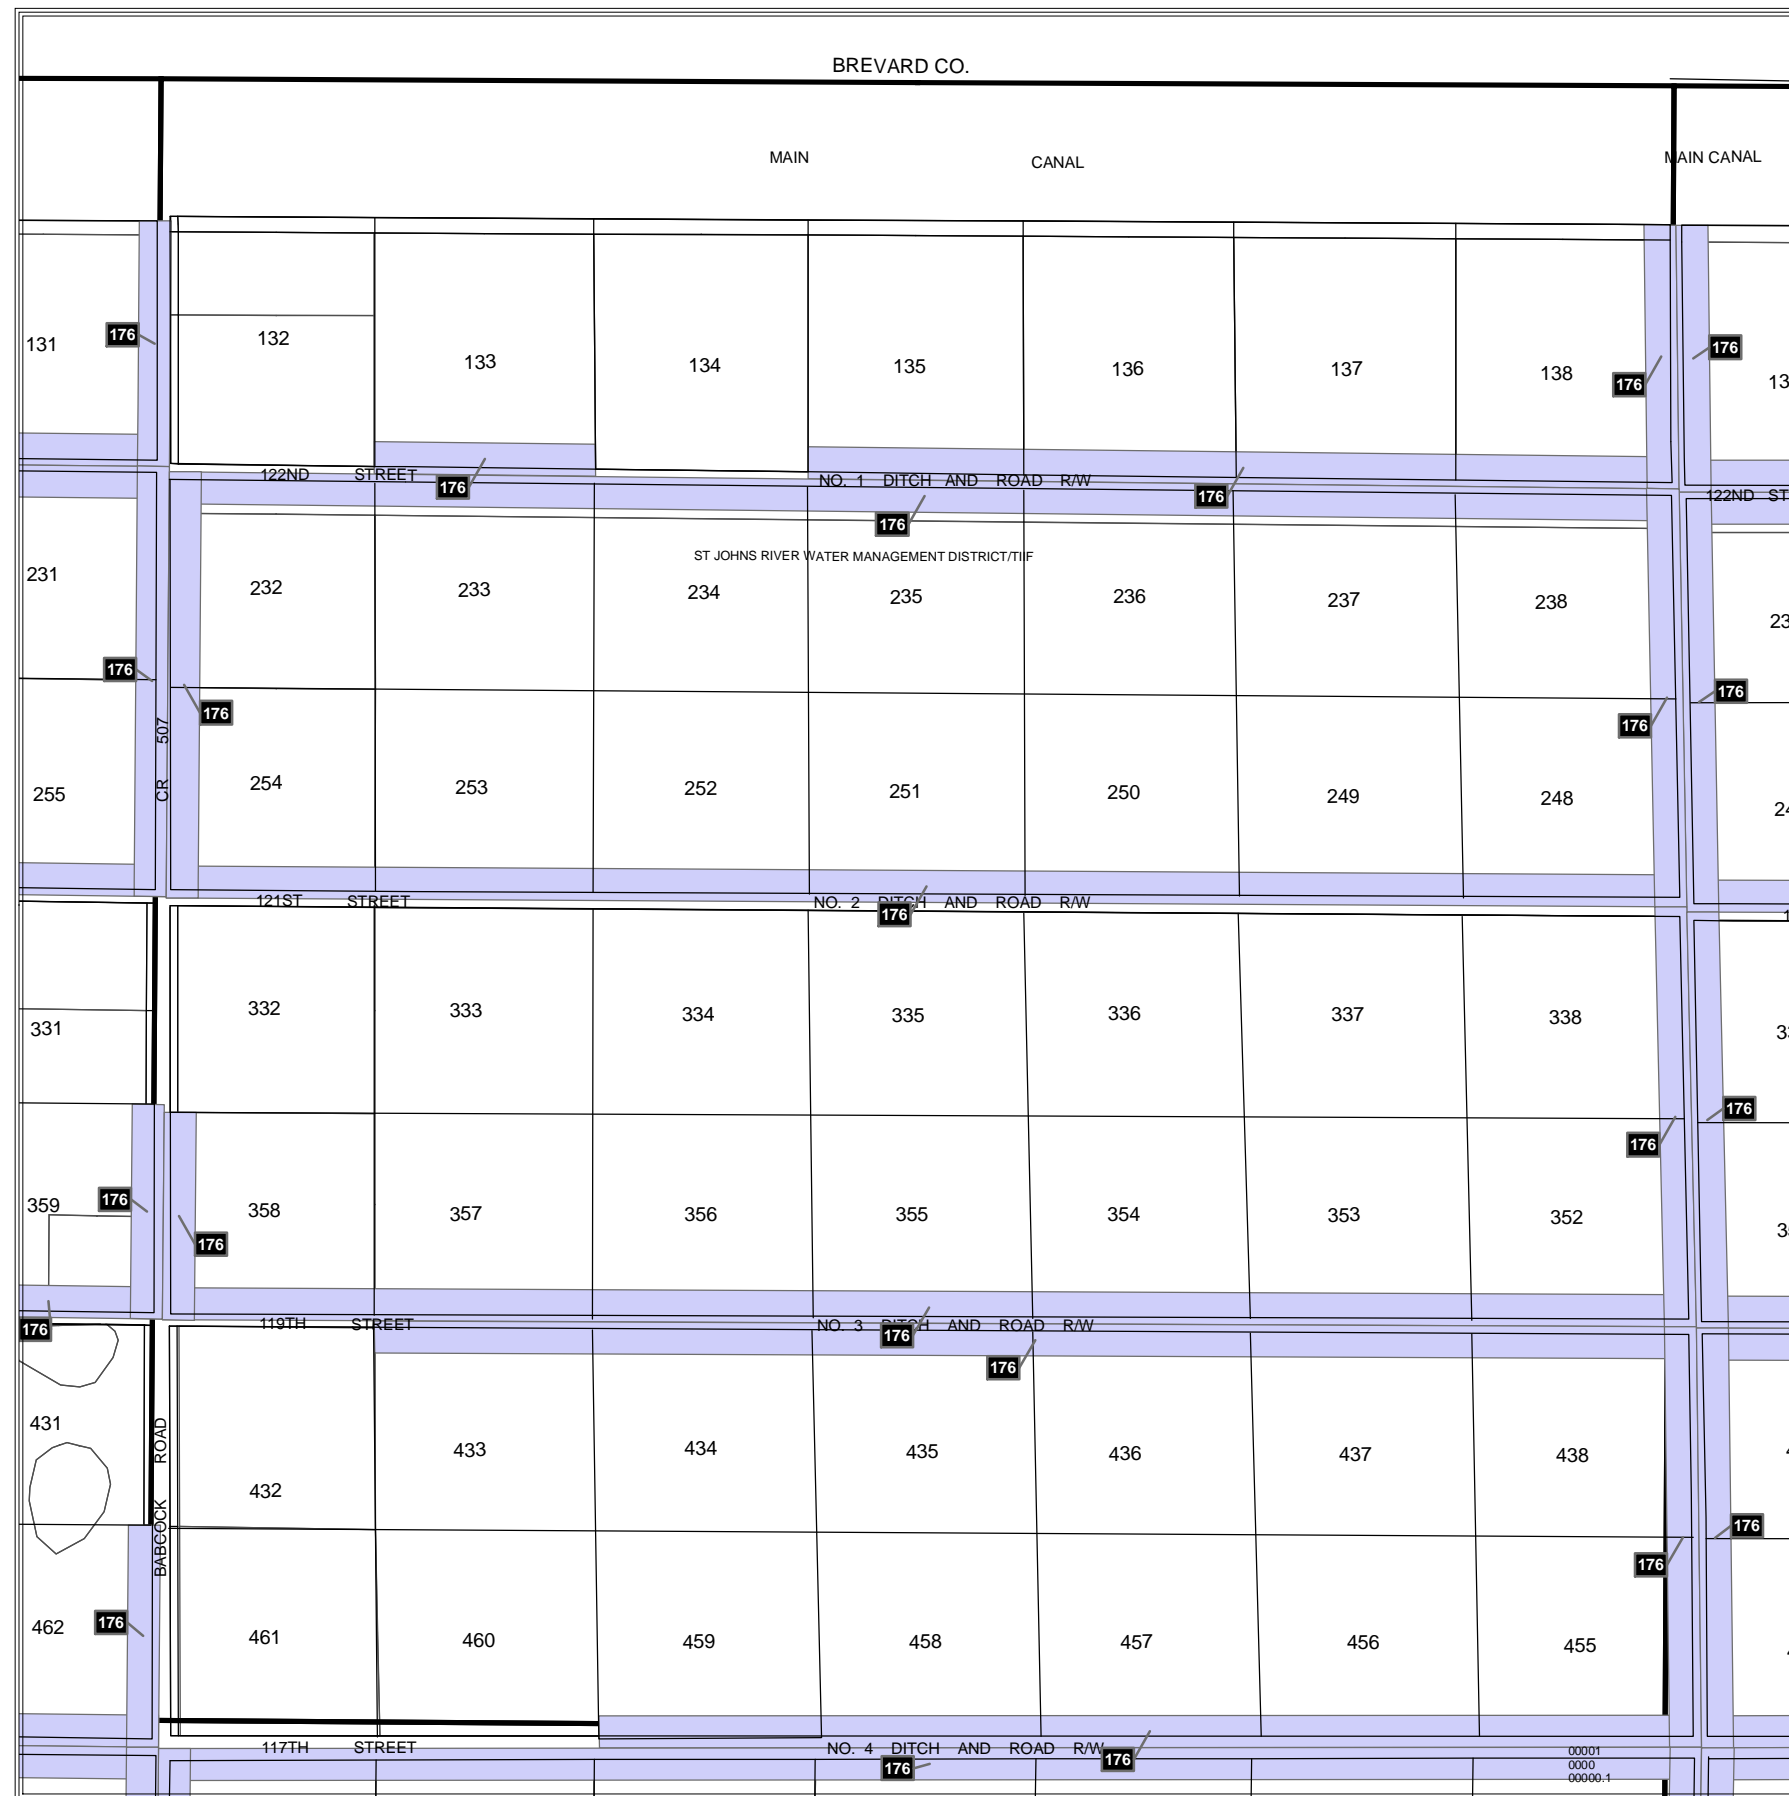 BREVARD CO.
MAIN CANAL MAIN CANAL
131 176 132 133 134 135 136 137 138 176 176
122ND STREET 176 NO. 1 DITCH AND ROAD R/W 176 122ND ST
176
ST JOHNS RIVER WATER MANAGEMENT DISTRICT/TIIF
231 232 233 234 235 236 237 238
176 176 176 176
CR 507
255 254 253 252 251 250 249 248
121ST STREET NO. 2 DITCH AND ROAD R/W
176
331 332 333 334 335 336 337 338
176 176
359 176 358 357 356 355 354 353 352
176
119TH STREET NO. 3 DITCH AND ROAD R/W
176 176
176
BABCOCK ROAD
431 432 433 434 435 436 437 438
176 176
462 176 461 460 459 458 457 456 455
117TH STREET NO. 4 DITCH AND ROAD R/W 176
176
00001
0000
00000.1